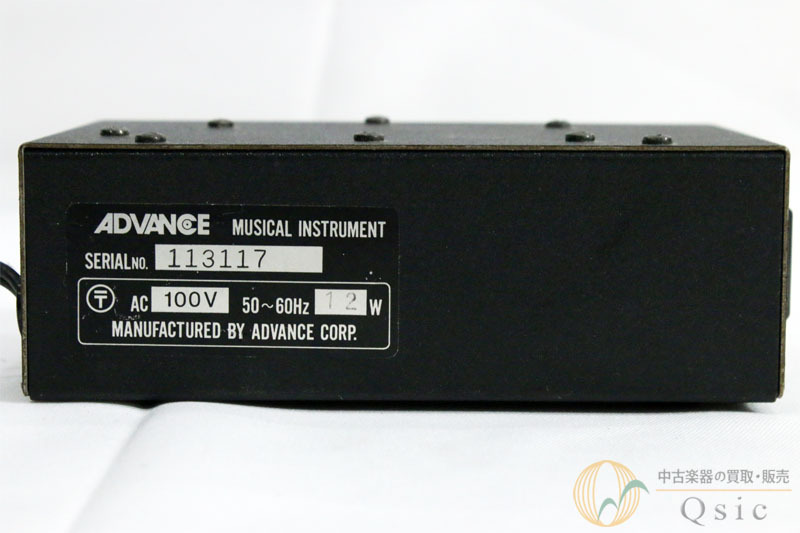 ADVANCE MUSICAL INSTRUMENT
SERIAL NO. 113117
〒 AC 100V 50~60Hz 12 W
MANUFACTURED BY ADVANCE CORP.
中古楽器の買取・販売
Qsic